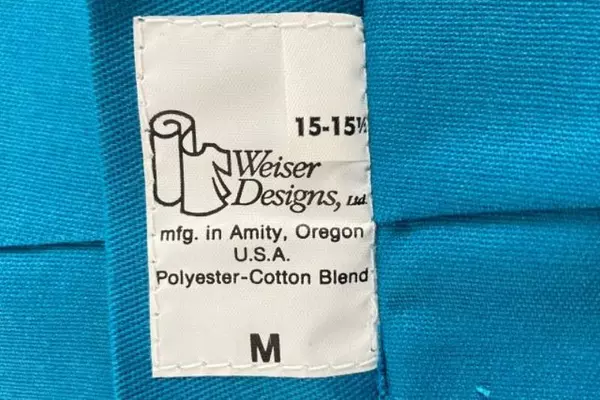 15-15½
Weiser
Designs, Ltd.
mfg. in Amity, Oregon
U.S.A.
Polyester-Cotton Blend
M